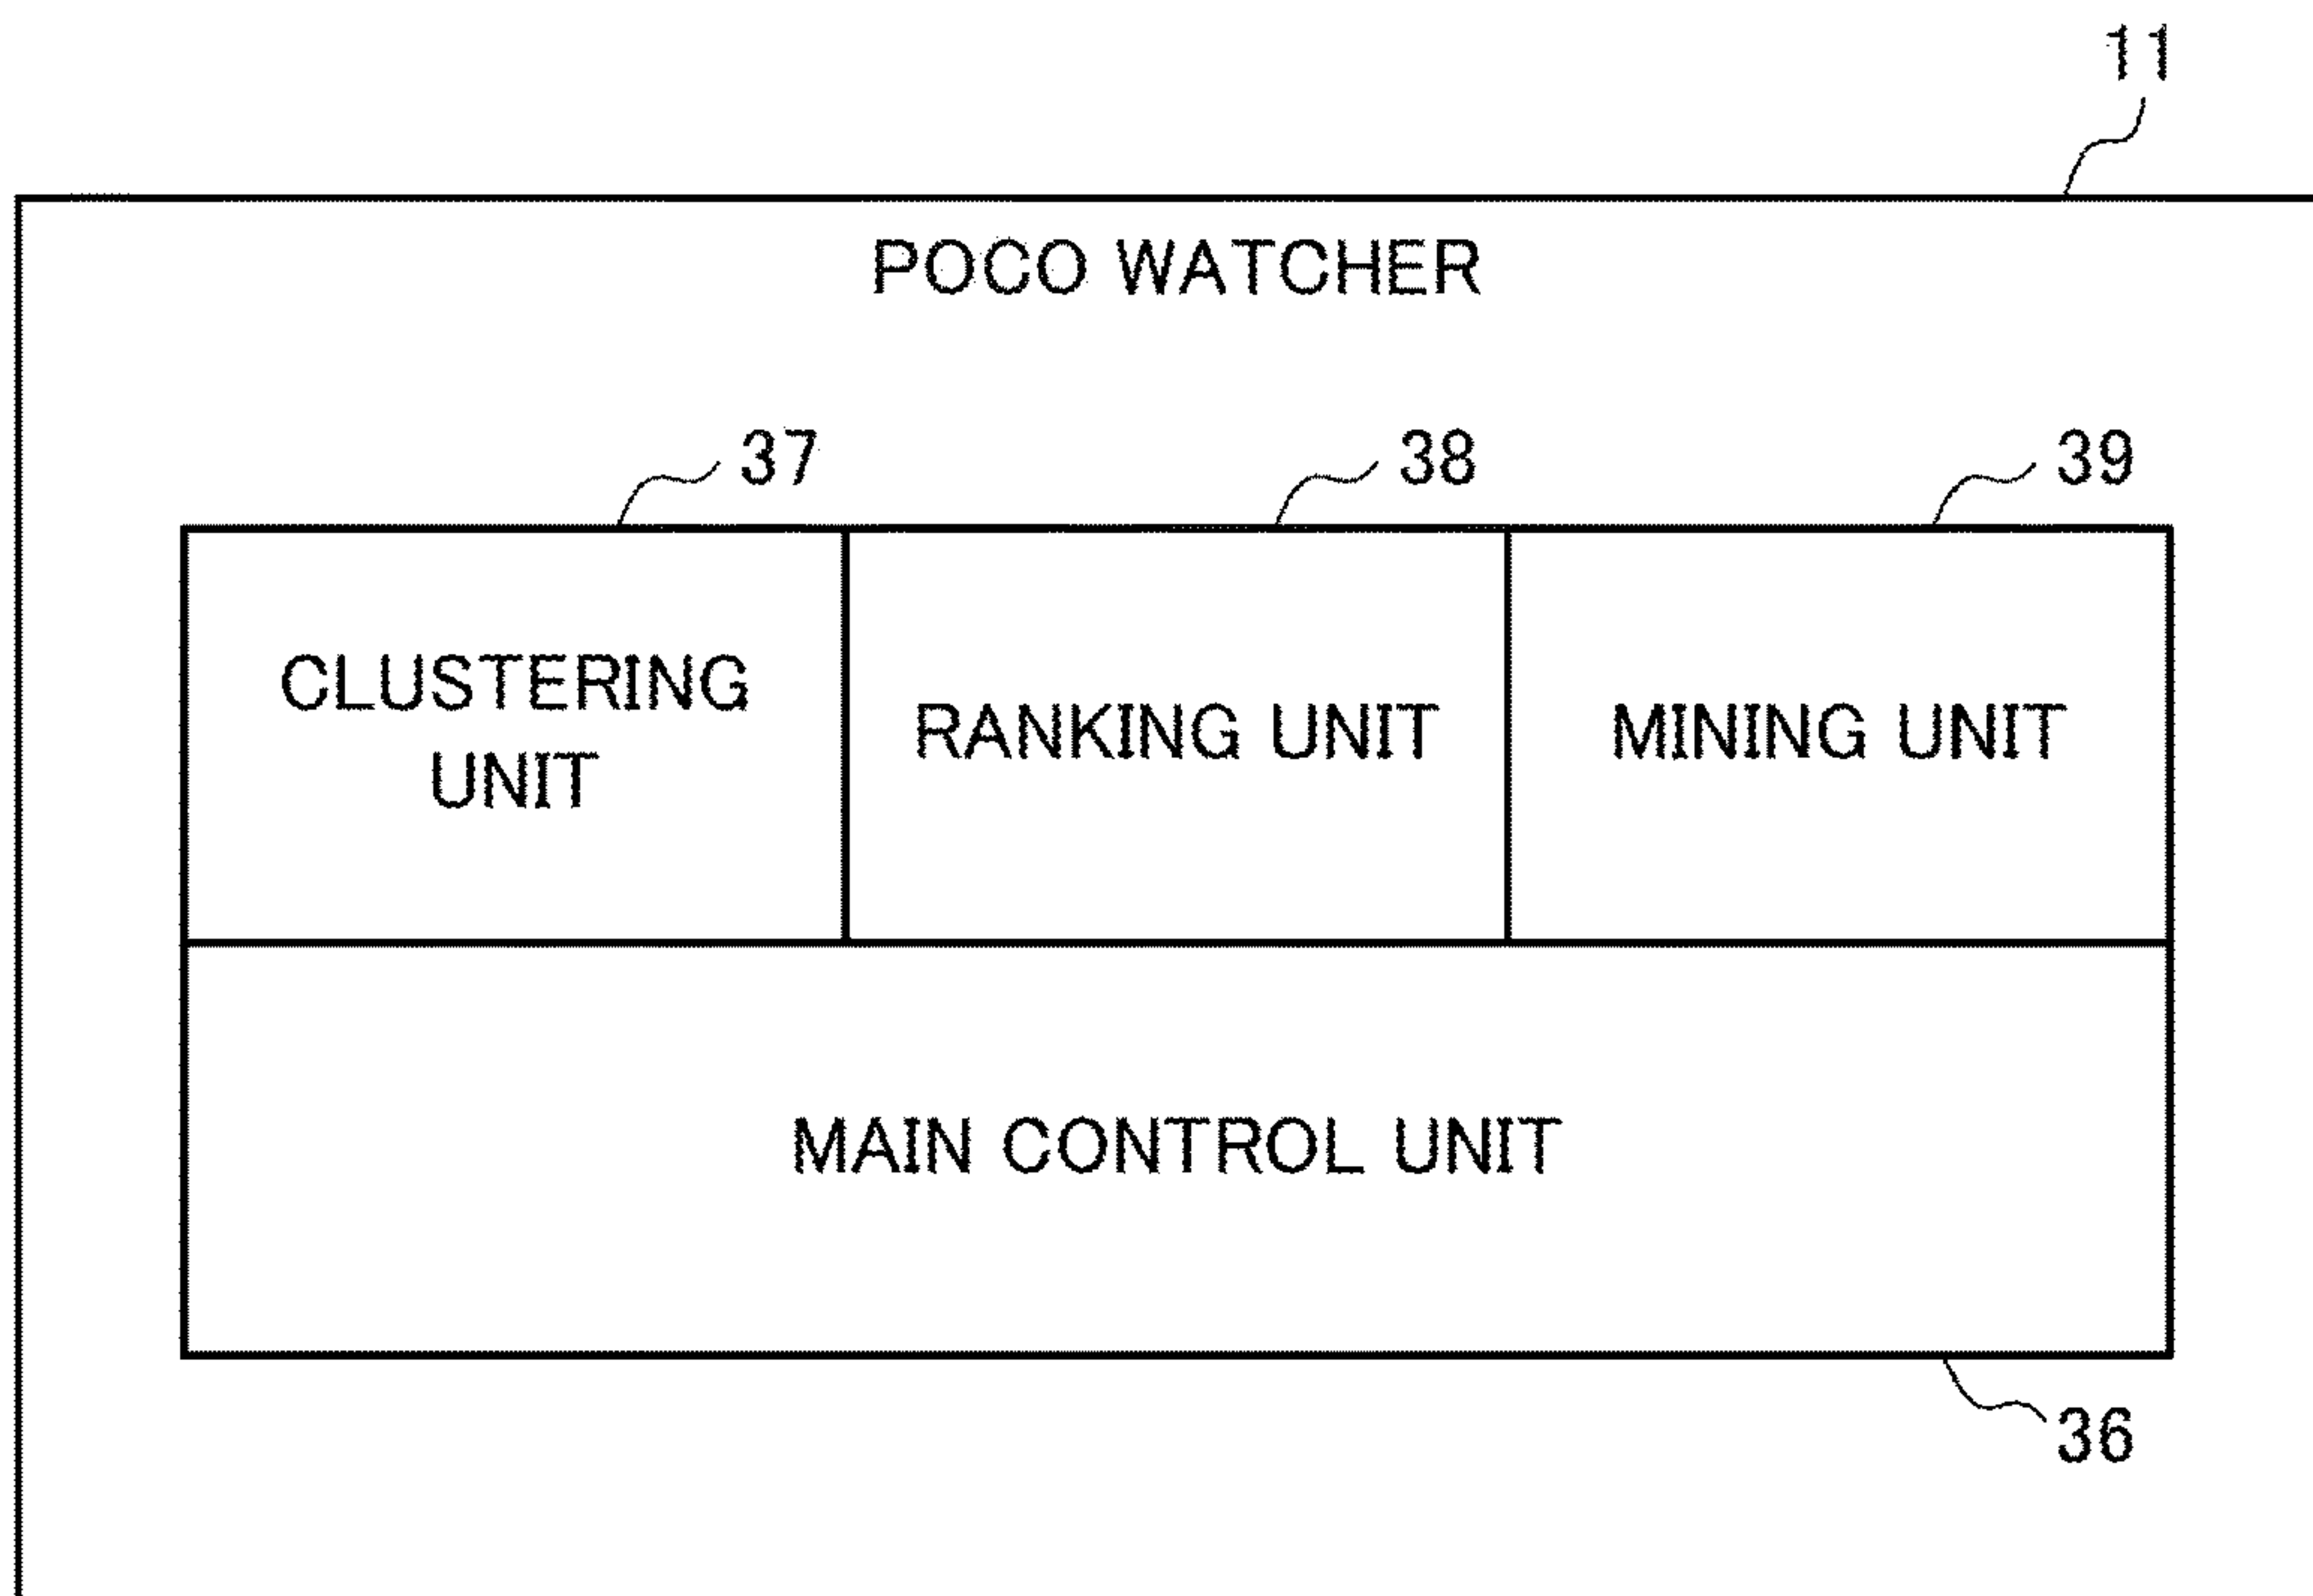 11
POCO WATCHER
37
38
39
CLUSTERING
UNIT
RANKING UNIT
MINING UNIT
MAIN CONTROL UNIT
36